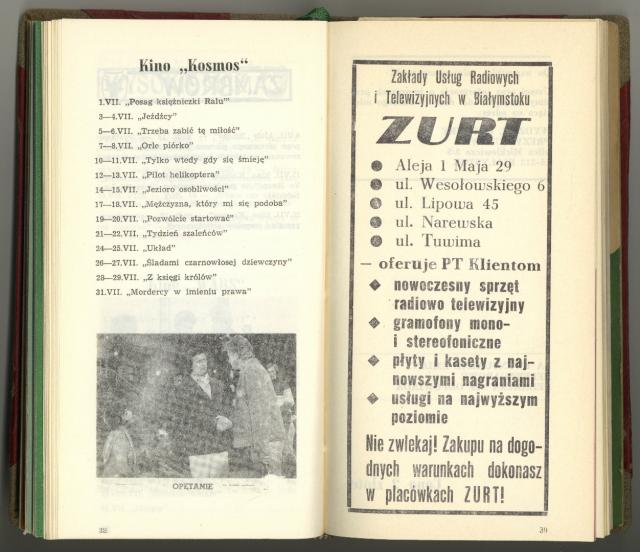 Kino „Kosmos“
1.VII. „Posag księżniczki Ralu”
3—4.VII. „Jeźdźcy”
5—6.VII. „Trzeba zabić tę miłość”
7—8.VII. „Orle piórko”
10—11.VII. „Tylko wtedy gdy się śmieję”
12—13.VII. „Pilot helikoptera”
14—15.VII. „Jezioro osobliwości”
17—18.VII. „Mężczyzna, który mi się podoba”
19—20.VII. „Pozwólcie startować”
21—22.VII. „Tydzień szaleńców”
24—25.VII. „Układ”
26—27.VII. „Śladami czarnowłosej dziewczyny”
28—29.VII. „Z księgi królów”
31.VII. „Mordercy w imieniu prawa”
OPĘTANIE
38
Zakłady Usług Radiowych
i Telewizyjnych w Białymstoku
ZURT
Aleja 1 Maja 29
ul. Wesołowskiego 6
ul. Lipowa 45
ul. Narewska
ul. Tuwima
— oferuje PT Klientom
nowoczesny sprzęt
radiowo telewizyjny
gramofony mono-
i stereofoniczne
płyty i kasety z naj-
nowszymi nagraniami
usługi na najwyższym
poziomie
Nie zwlekaj! Zakupu na dogo-
dnych warunkach dokonasz
w placówkach ZURT!
39